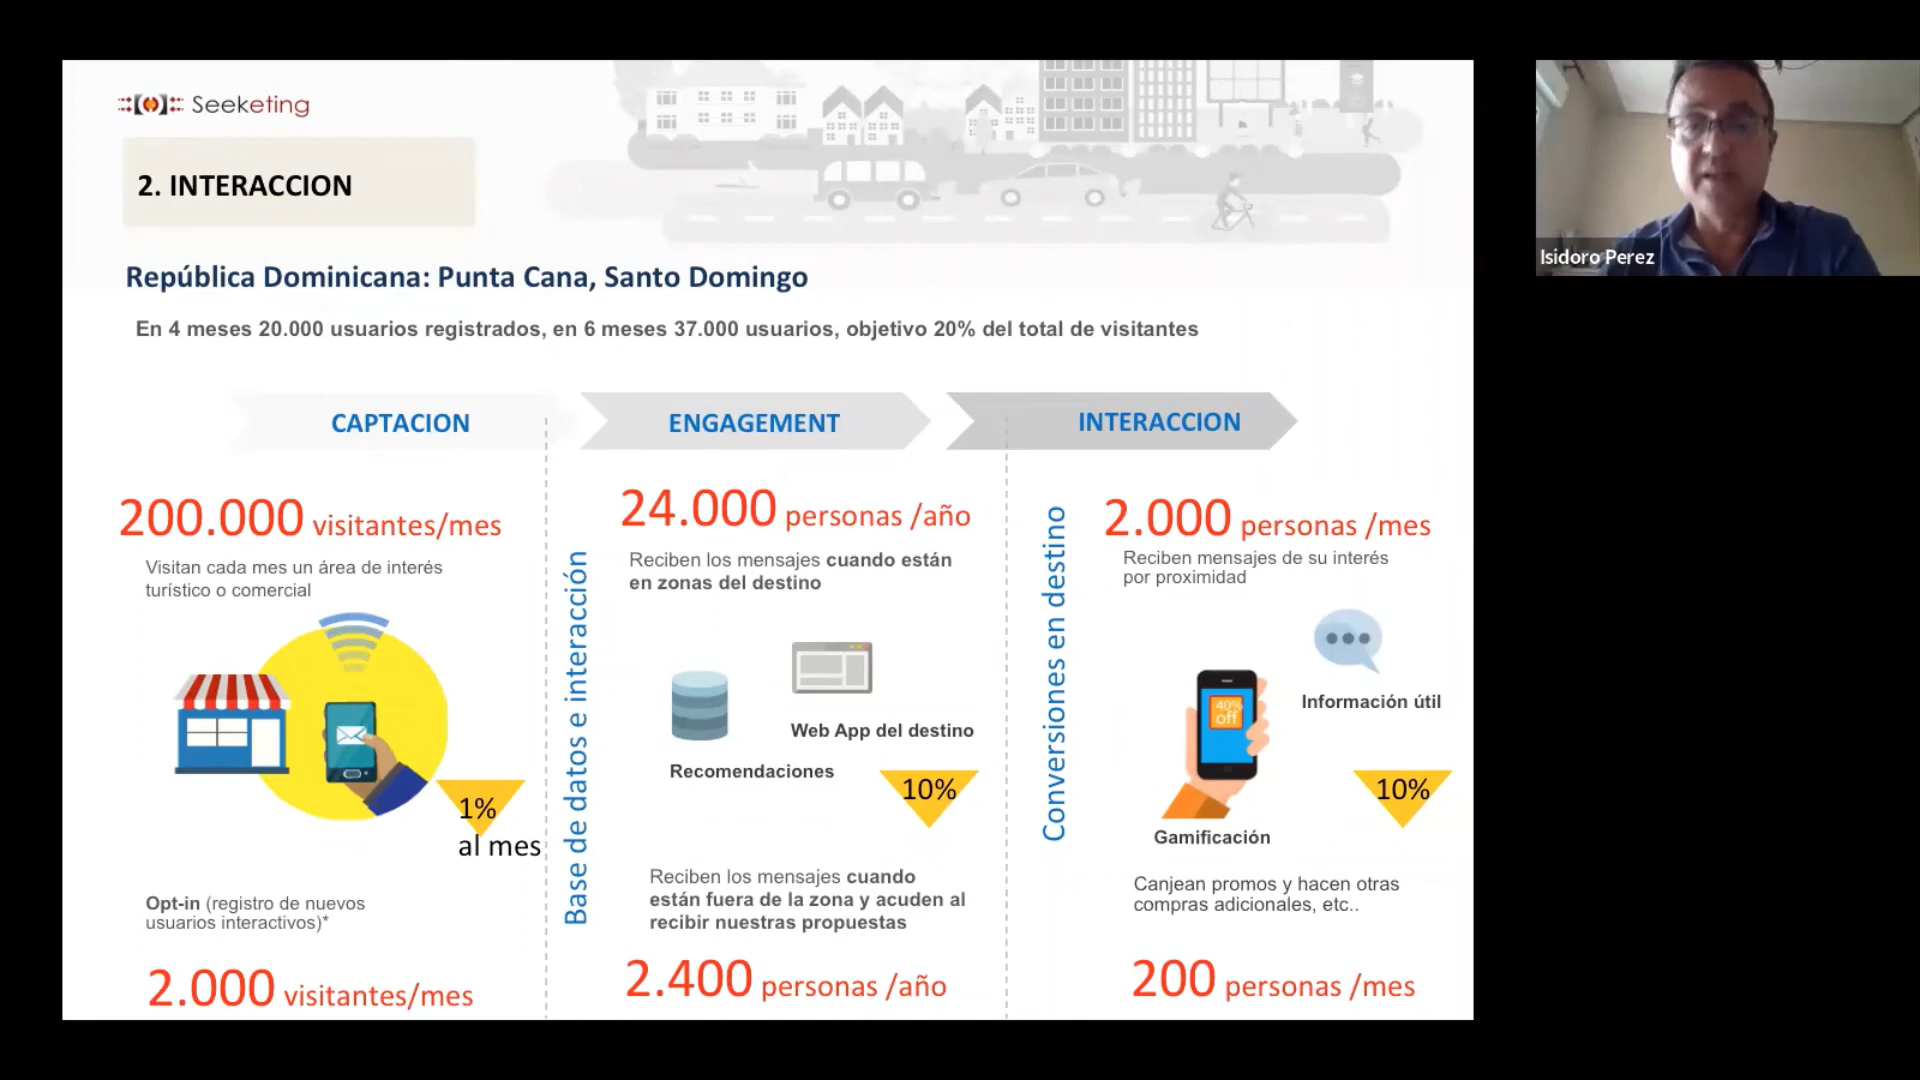 Seeketing
2. INTERACCION
República Dominicana: Punta Cana, Santo Domingo
En 4 meses 20.000 usuarios registrados, en 6 meses 37.000 usuarios, objetivo 20% del total de visitantes
CAPTACION
ENGAGEMENT
INTERACCION
200.000 visitantes/mes
Visitan cada mes un área de interés
turístico o comercial
1%
al mes
Opt-in (registro de nuevos
usuarios interactivos)*
2.000 visitantes/mes
Base de datos e interacción
24.000 personas /año
Reciben los mensajes cuando están
en zonas del destino
Web App del destino
Recomendaciones
10%
Reciben los mensajes cuando
están fuera de la zona y acuden al
recibir nuestras propuestas
2.400 personas /año
Conversiones en destino
2.000 personas /mes
Reciben mensajes de su interés
por proximidad
Información útil
40%
off
10%
Gamificación
Canjean promos y hacen otras
compras adicionales, etc..
200 personas /mes
Isidoro Perez